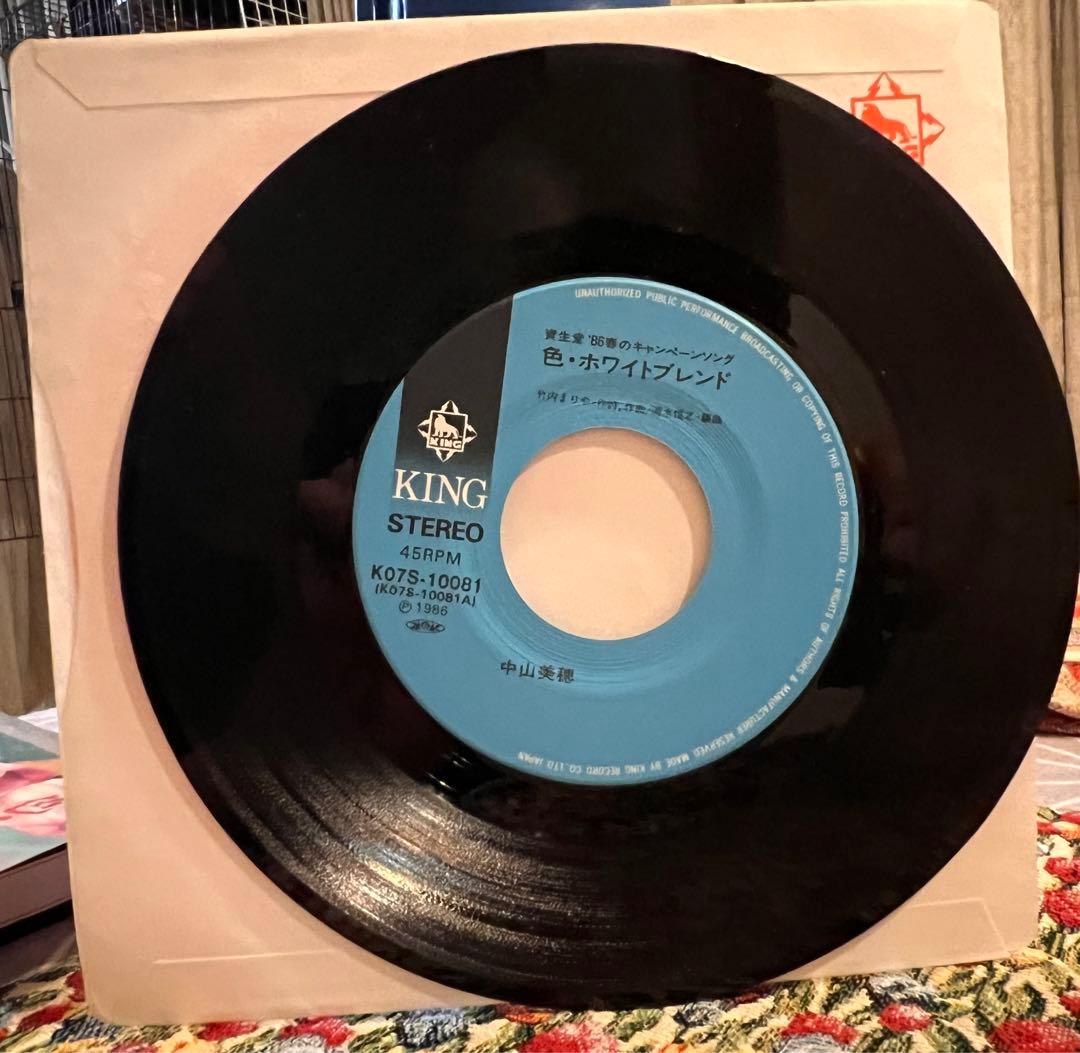 資生堂 '86春のキャンペーンソング
色・ホワイトブレンド
竹内まりや・作詞,作曲/清水信之・編曲
KING
KING
STEREO
45RPM
K07S-10081
(K07S-10081A)
Ⓟ1986
中山美穂
UNAUTHORIZED PUBLIC PERFORMANCE BROADCASTING OR COPYING OF THIS RECORD PROHIBITED ALL RIGHTS OF AUTHORS & MANUFACTURER RESERVED MADE BY KING RECORD CO., LTD. JAPAN